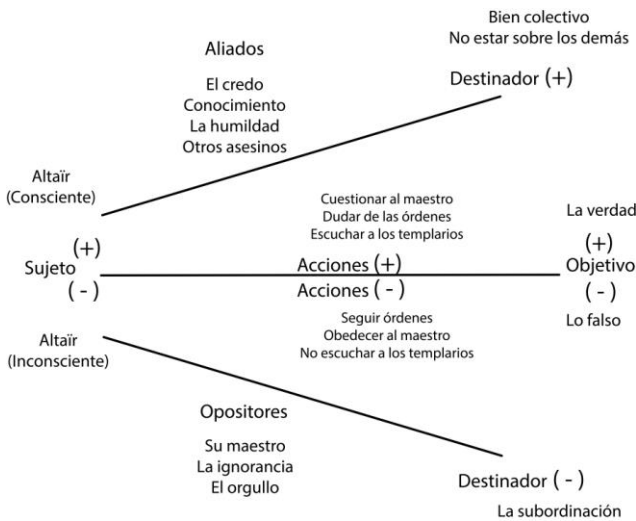 Bien colectivo
No estar sobre los demás
Destinador (+)
Aliados
El credo
Conocimiento
La humildad
Otros asesinos
Altaïr
(Consciente)
Cuestionar al maestro
Dudar de las órdenes
Escuchar a los templarios
La verdad
(+)
Sujeto
(-)
Acciones (+)
Acciones (-)
(+)
Objetivo
(-)
Lo falso
Seguir órdenes
Obedecer al maestro
No escuchar a los templarios
Altaïr
(Inconsciente)
Opositores
Su maestro
La ignorancia
El orgullo
Destinador (-)
La subordinación